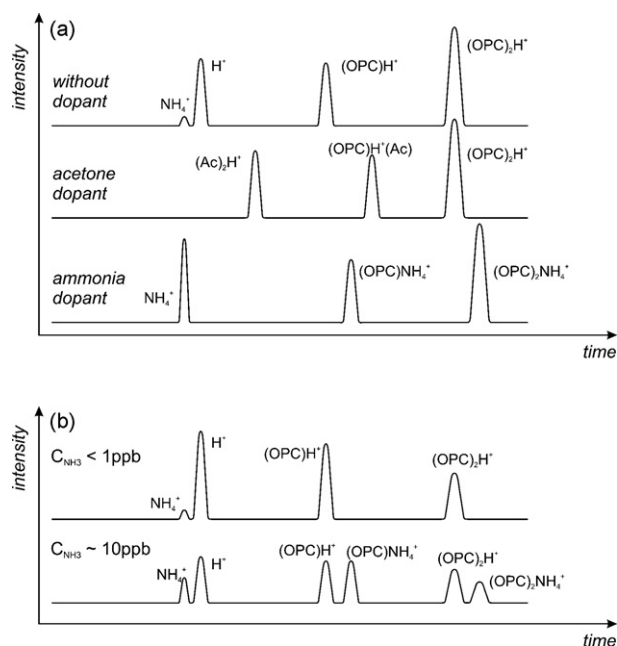 (a)
intensity
without
dopant
NH₄⁺
H⁺
(OPC)H⁺
(OPC)₂H⁺
acetone
dopant
(Ac)₂H⁺
(OPC)H⁺(Ac)
(OPC)₂H⁺
ammonia
dopant
NH₄⁺
(OPC)NH₄⁺
(OPC)₂NH₄⁺
time
(b)
intensity
C_NH3 < 1ppb
NH₄⁺
H⁺
(OPC)H⁺
(OPC)₂H⁺
C_NH3 ~ 10ppb
NH₄⁺
H⁺
(OPC)H⁺
(OPC)NH₄⁺
(OPC)₂H⁺
(OPC)₂NH₄⁺
time